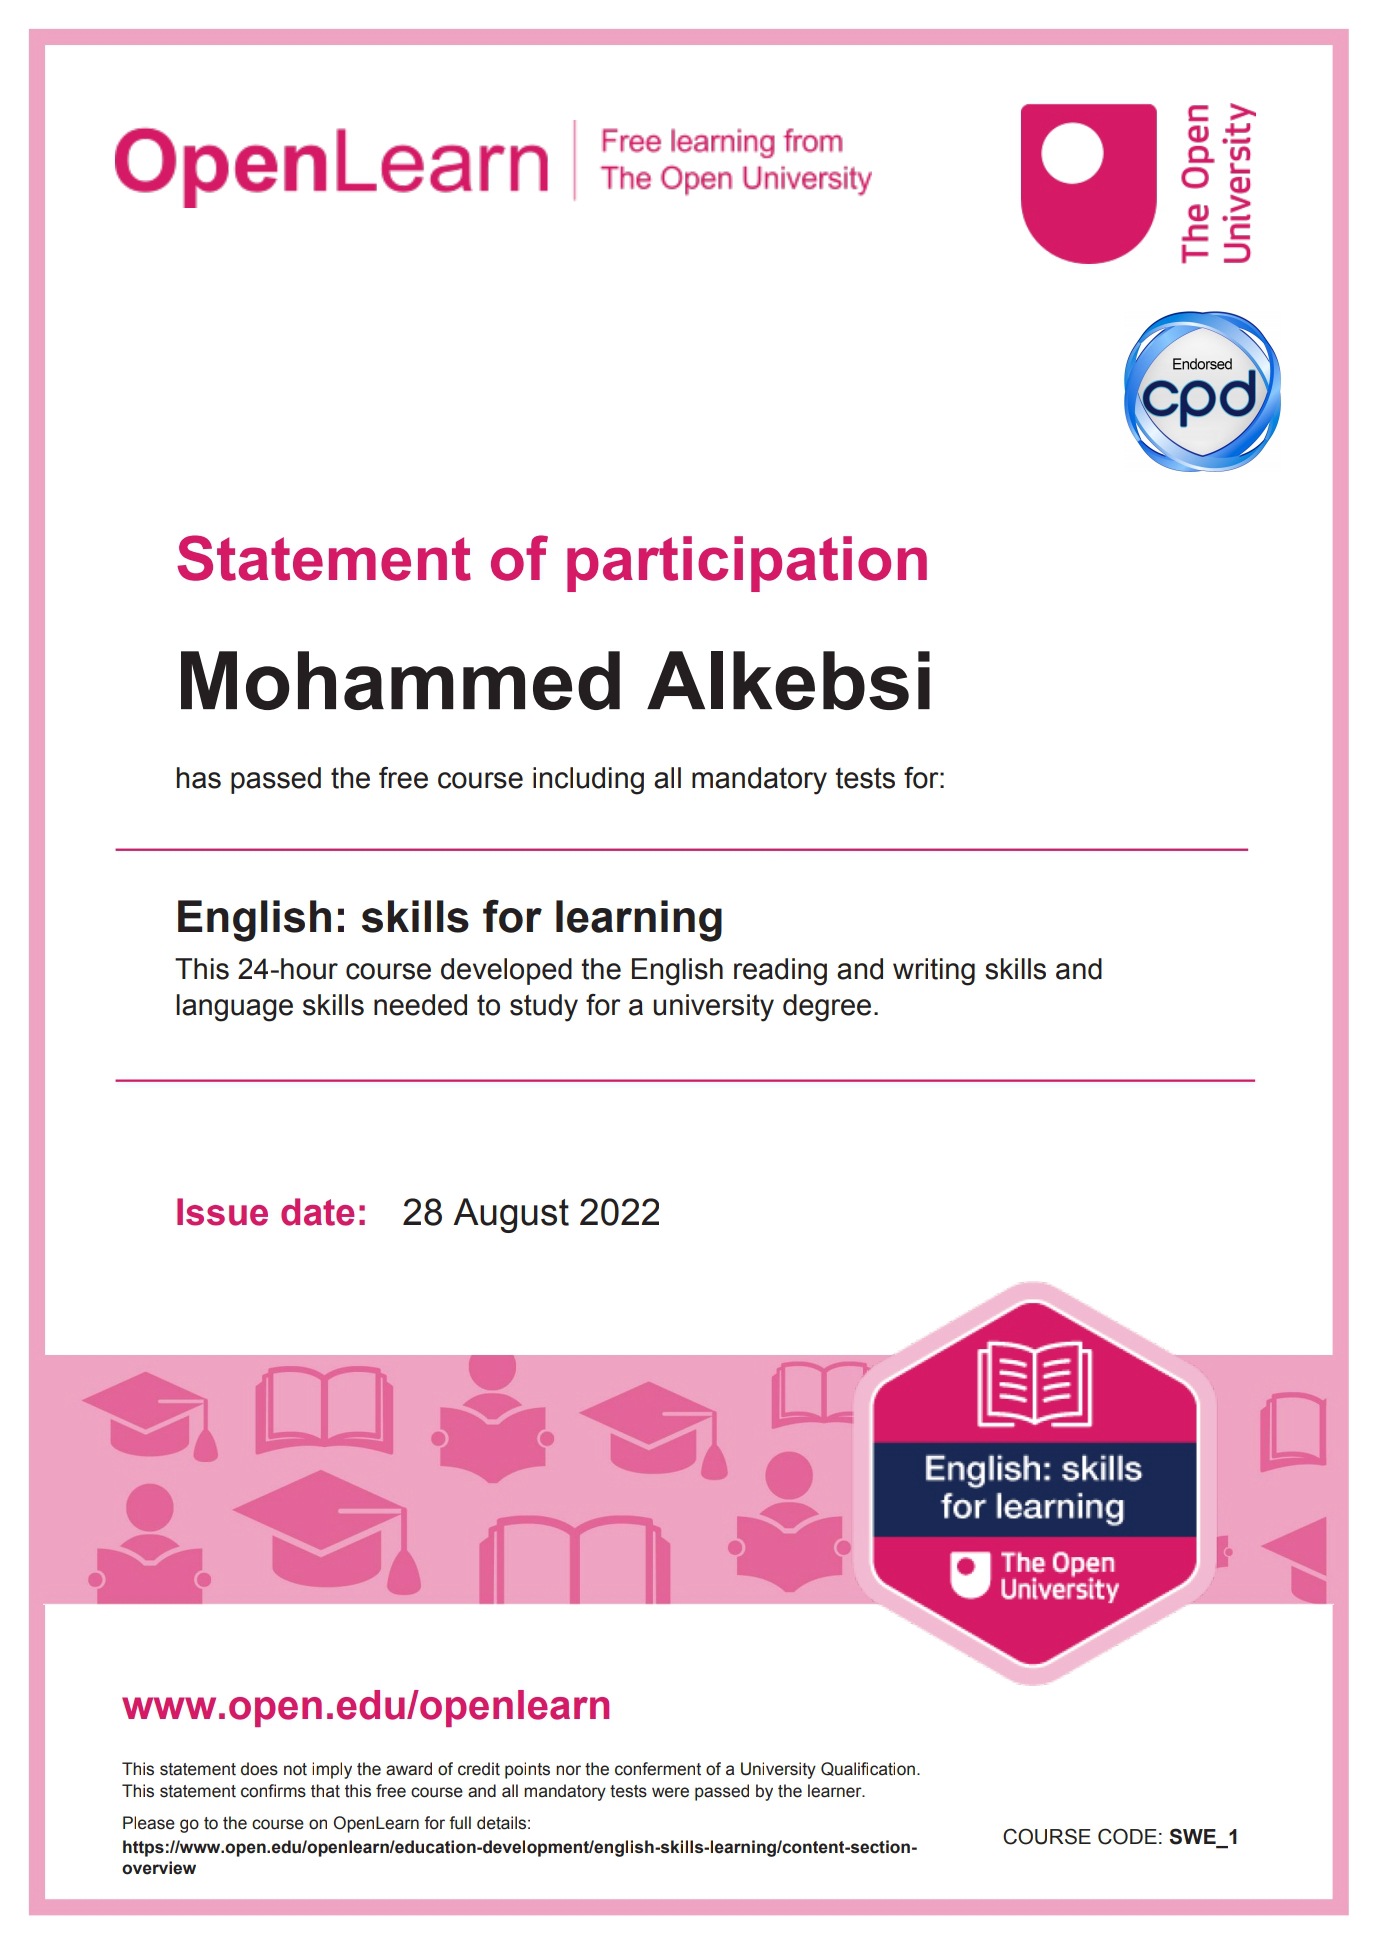 OpenLearn
Free learning from
The Open University
The Open
University
Endorsed
cpd
Statement of participation
Mohammed Alkebsi
has passed the free course including all mandatory tests for:
English: skills for learning
This 24-hour course developed the English reading and writing skills and
language skills needed to study for a university degree.
Issue date: 28 August 2022
English: skills
for learning
The Open
University
www.open.edu/openlearn
This statement does not imply the award of credit points nor the conferment of a University Qualification.
This statement confirms that this free course and all mandatory tests were passed by the learner.
Please go to the course on OpenLearn for full details:
https://www.open.edu/openlearn/education-development/english-skills-learning/content-section-
overview
COURSE CODE: SWE_1